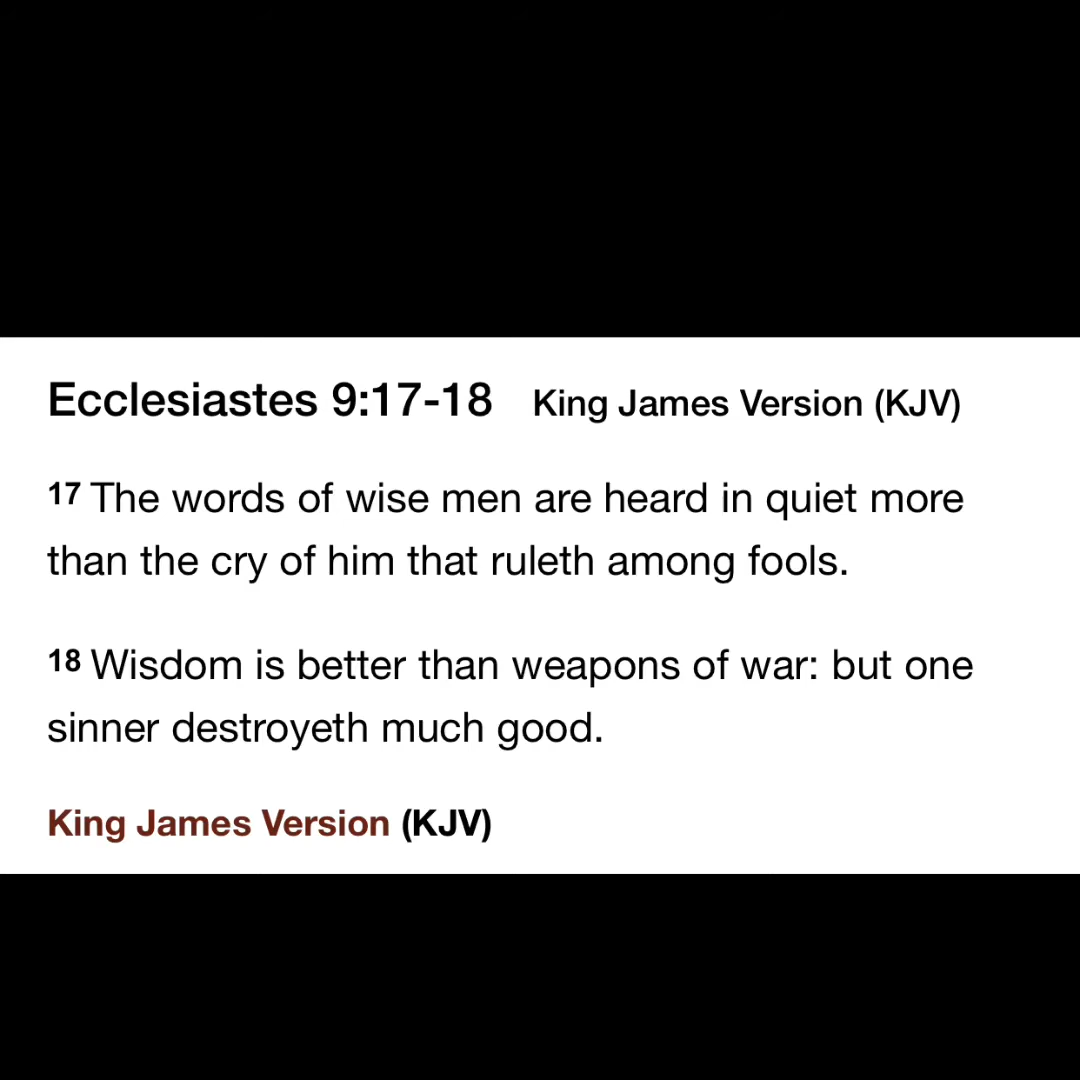 Ecclesiastes 9:17-18 King James Version (KJV)
17 The words of wise men are heard in quiet more
than the cry of him that ruleth among fools.
18 Wisdom is better than weapons of war: but one
sinner destroyeth much good.
King James Version (KJV)